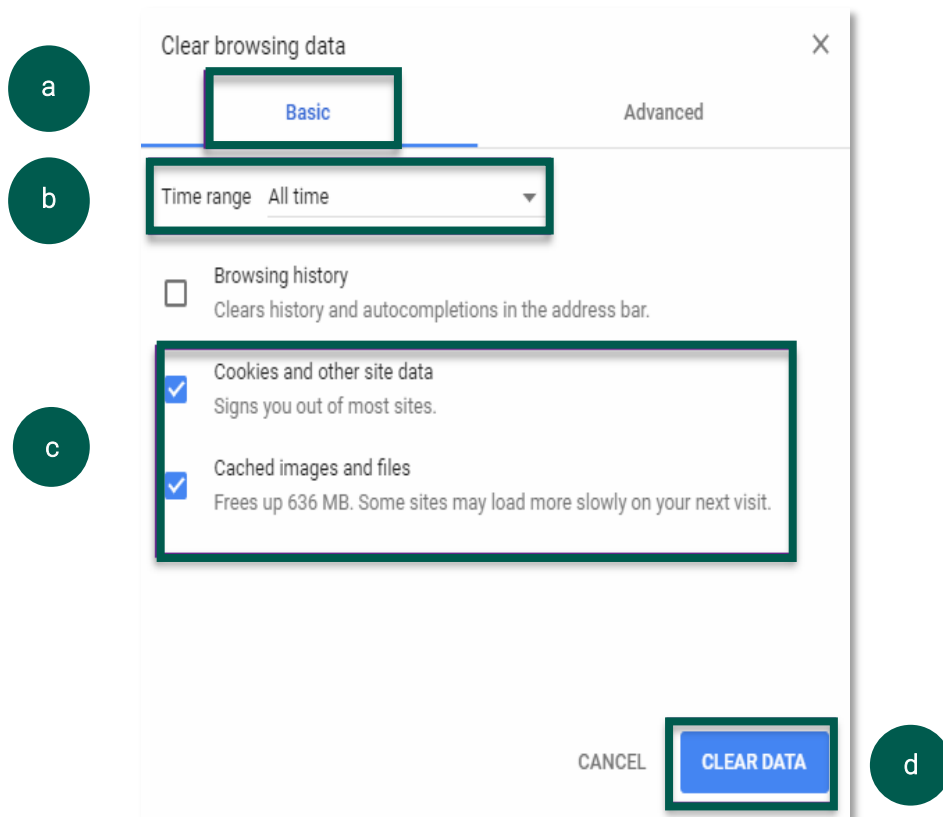 Clear browsing data
a
Basic
Advanced
b
Time range All time
Browsing history
Clears history and autocompletions in the address bar.
Cookies and other site data
Signs you out of most sites.
c
Cached images and files
Frees up 636 MB. Some sites may load more slowly on your next visit.
CANCEL
CLEAR DATA
d